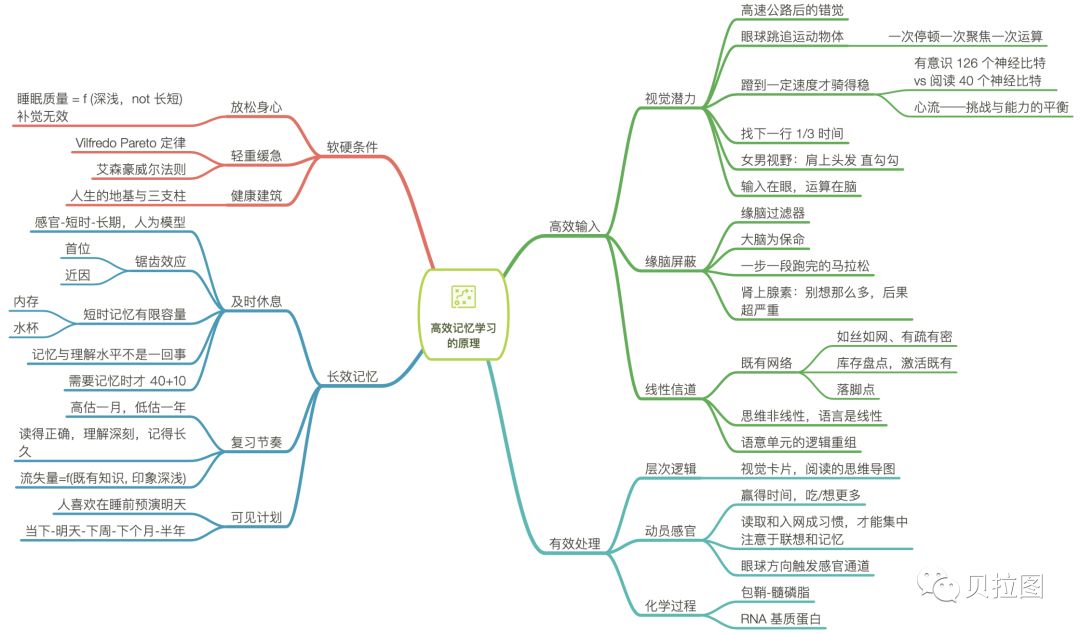 高效记忆学习
的原理
高效输入
视觉潜力
高速公路后的错觉
眼球跳追运动物体
一次停顿一次聚焦一次运算
蹬到一定速度才骑得稳
有意识 126 个神经比特
vs 阅读 40 个神经比特
心流——挑战与能力的平衡
找下一行 1/3 时间
女男视野：肩上头发 直勾勾
输入在眼，运算在脑
缘脑屏蔽
缘脑过滤器
大脑为保命
一步一段跑完的马拉松
肾上腺素：别想那么多，后果
超严重
线性信道
既有网络
如丝如网、有疏有密
库存盘点，激活既有
落脚点
思维非线性，语言是线性
语意单元的逻辑重组
有效处理
层次逻辑
视觉卡片，阅读的思维导图
动员感官
赢得时间，吃/想更多
读取和入网成习惯，才能集中
注意于联想和记忆
眼球方向触发感官通道
化学过程
包鞘-髓磷脂
RNA 基质蛋白
软硬条件
放松身心
睡眠质量 = f (深浅，not 长短)
补觉无效
轻重缓急
Vilfredo Pareto 定律
艾森豪威尔法则
健康建筑
人生的地基与三支柱
长效记忆
及时休息
感官-短时-长期，人为模型
锯齿效应
首位
近因
短时记忆有限容量
内存
水杯
记忆与理解水平不是一回事
需要记忆时才 40+10
复习节奏
高估一月，低估一年
读得正确，理解深刻，记得长
久
流失量=f(既有知识, 印象深浅)
可见计划
人喜欢在睡前预演明天
当下-明天-下周-下个月-半年
贝拉图